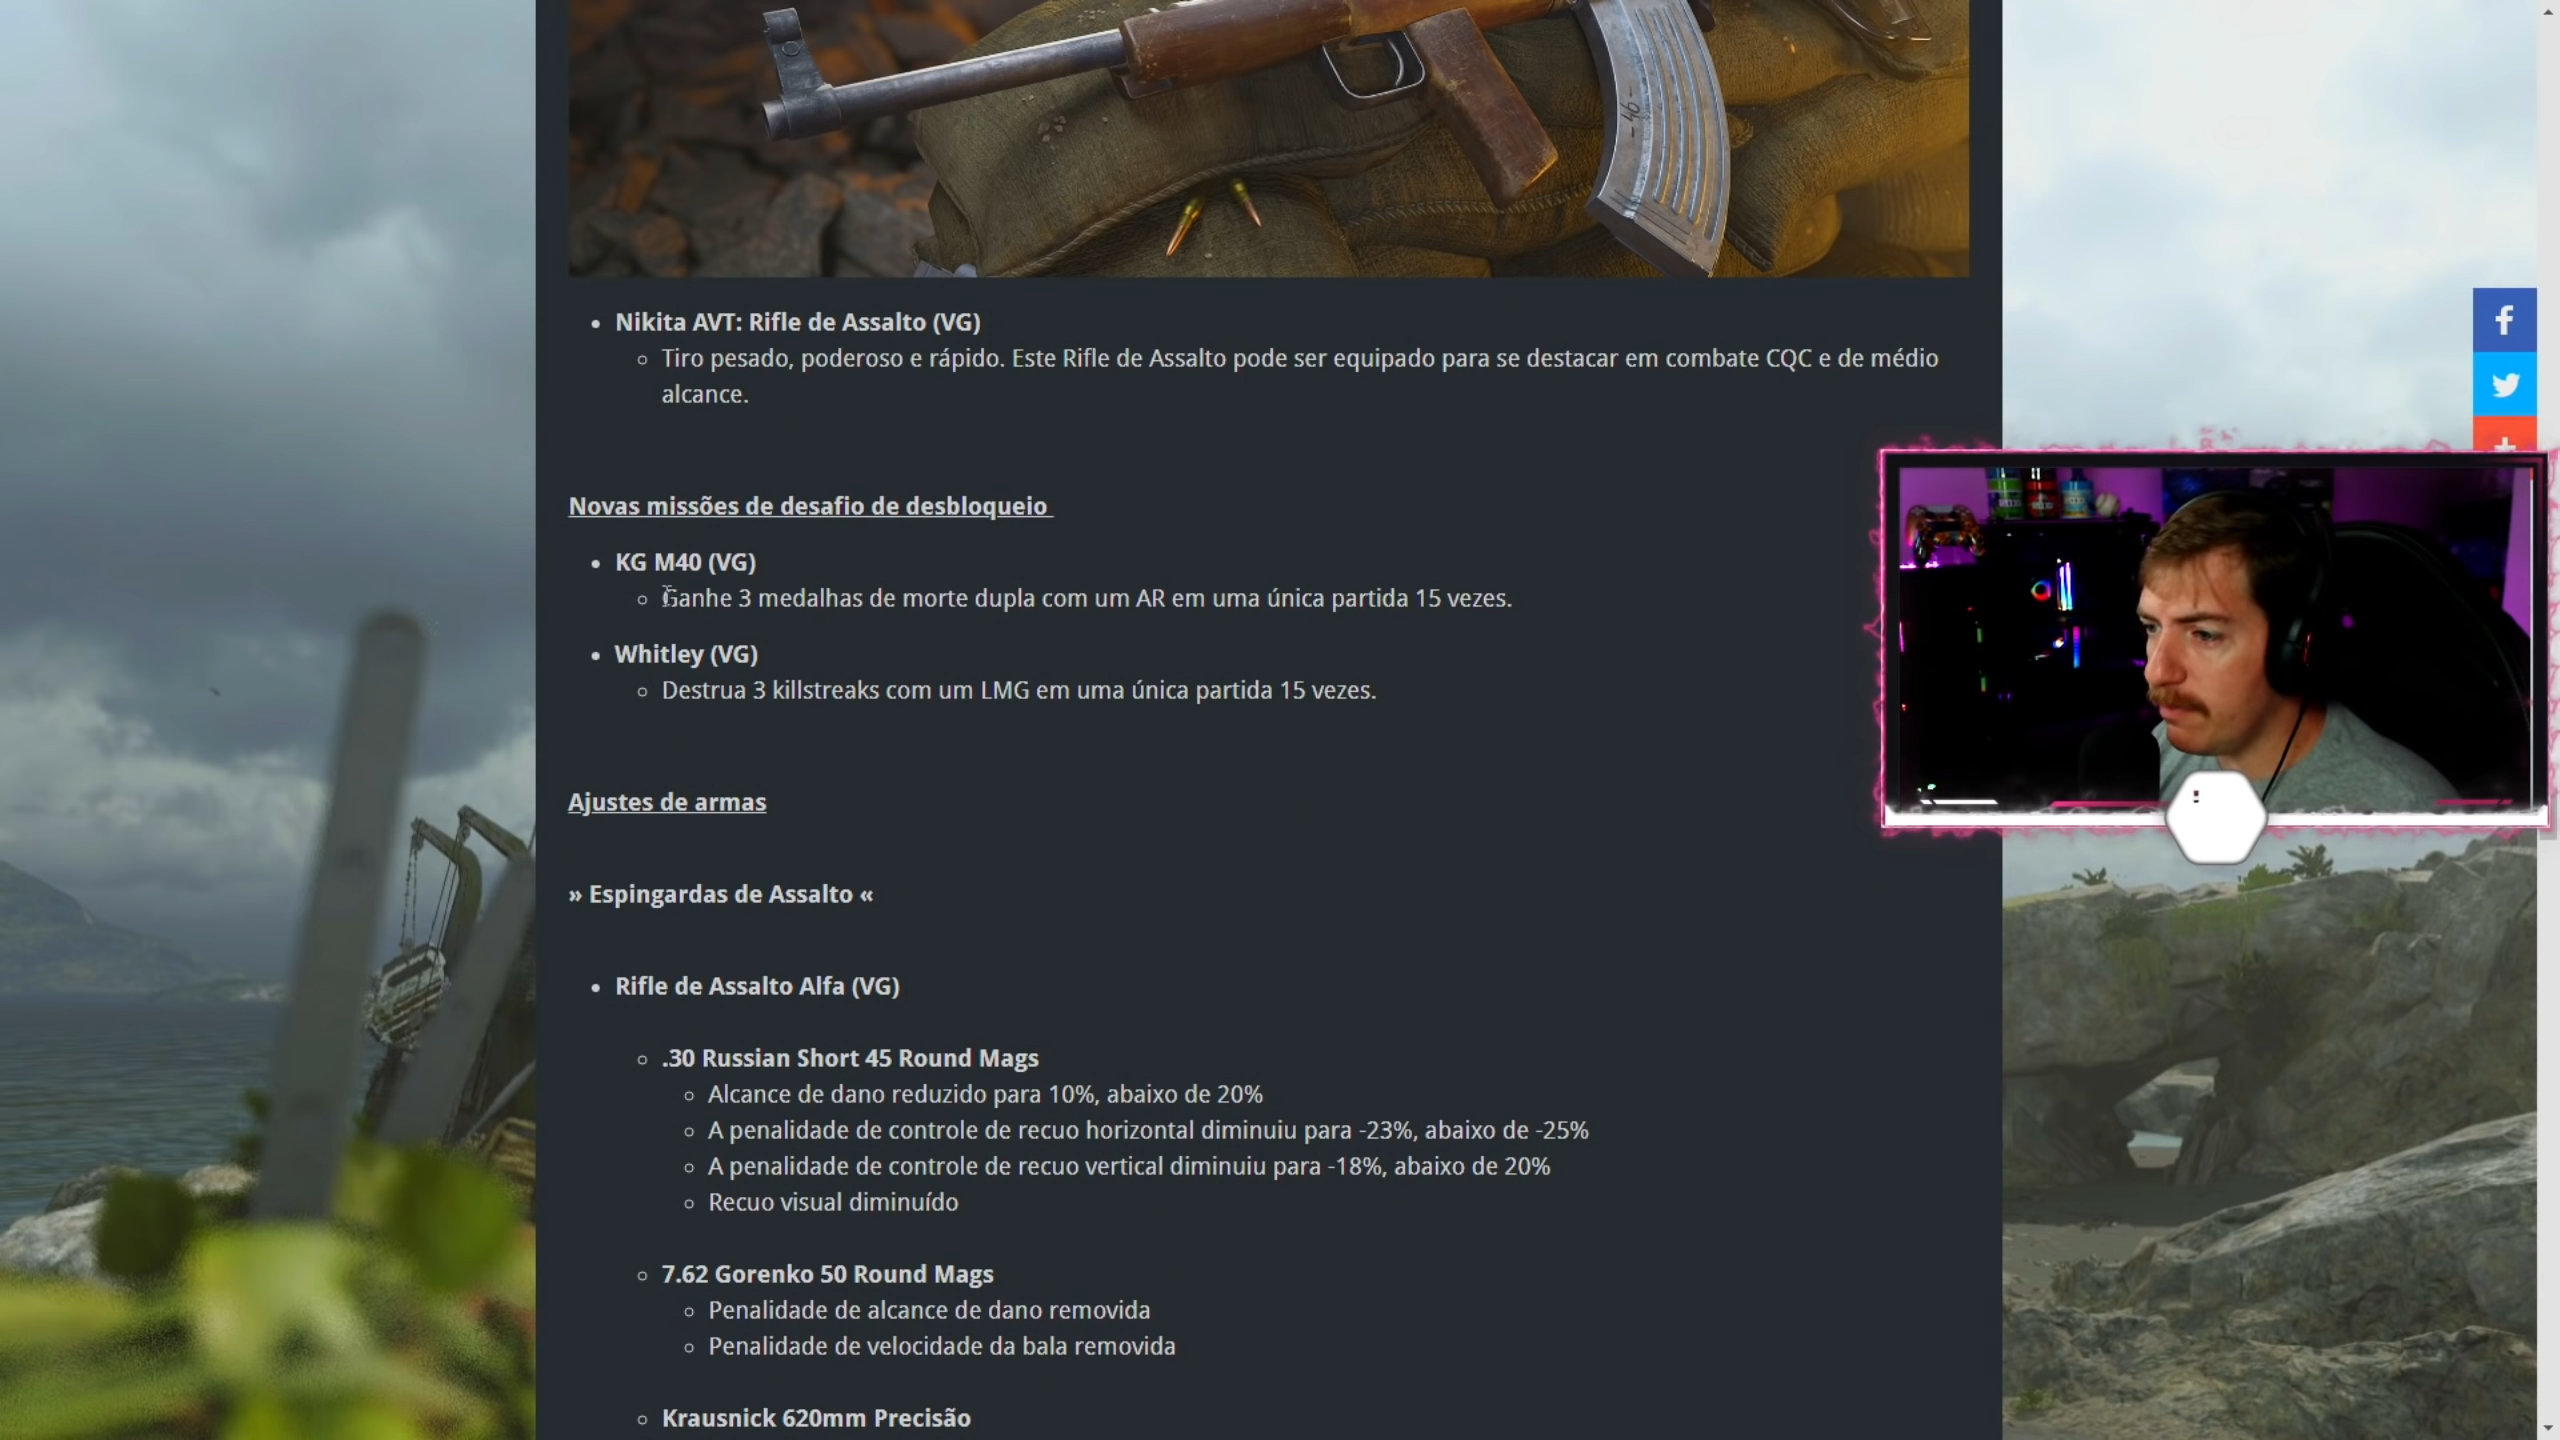 -46-
Nikita AVT: Rifle de Assalto (VG)
Tiro pesado, poderoso e rápido. Este Rifle de Assalto pode ser equipado para se destacar em combate CQC e de médio
alcance.
Novas missões de desafio de desbloqueio
KG M40 (VG)
Ganhe 3 medalhas de morte dupla com um AR em uma única partida 15 vezes.
Whitley (VG)
Destrua 3 killstreaks com um LMG em uma única partida 15 vezes.
Ajustes de armas
» Espingardas de Assalto «
Rifle de Assalto Alfa (VG)
.30 Russian Short 45 Round Mags
Alcance de dano reduzido para 10%, abaixo de 20%
A penalidade de controle de recuo horizontal diminuiu para -23%, abaixo de -25%
A penalidade de controle de recuo vertical diminuiu para -18%, abaixo de 20%
Recuo visual diminuído
7.62 Gorenko 50 Round Mags
Penalidade de alcance de dano removida
Penalidade de velocidade da bala removida
Krausnick 620mm Precisão